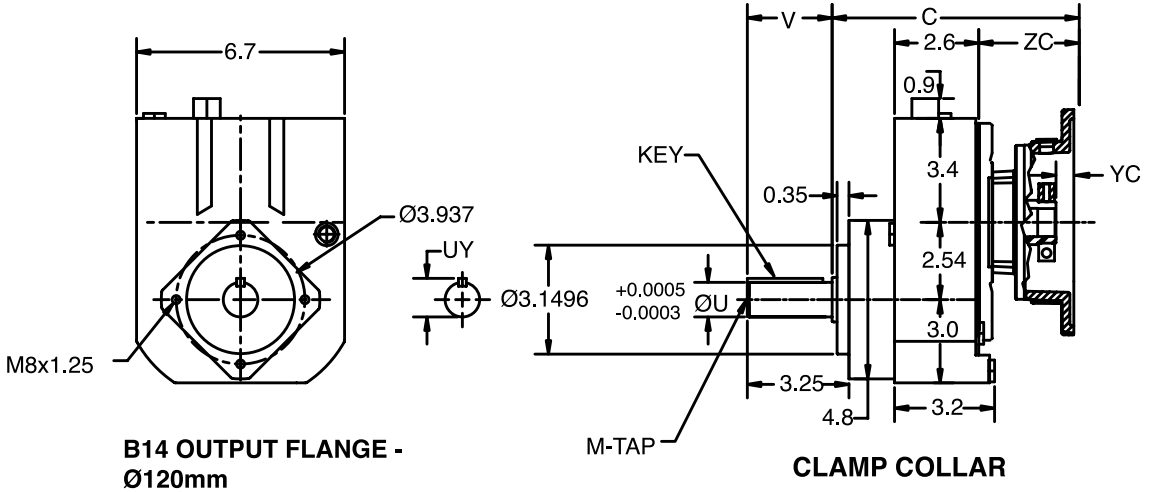 6.7
Ø3.937
UY
M8x1.25
B14 OUTPUT FLANGE -
Ø120mm
V
C
2.6
ZC
0.9
KEY
3.4
YC
0.35
2.54
Ø3.1496
+0.0005
-0.0003
ØU
3.0
3.25
4.8
3.2
M-TAP
CLAMP COLLAR